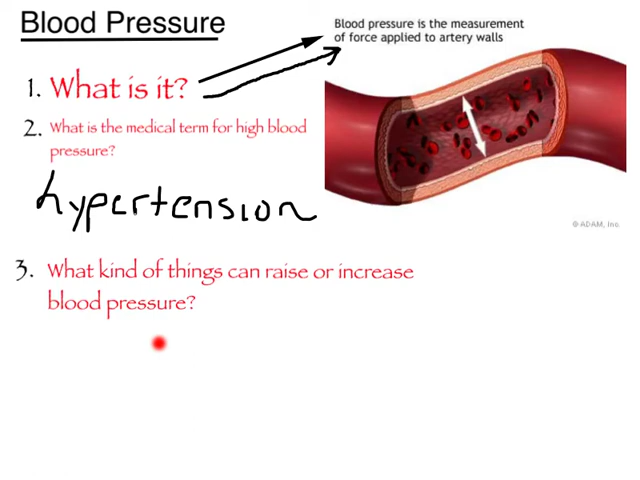 Blood Pressure
Blood pressure is the measurement
of force applied to artery walls
1. What is it?
2. What is the medical term for high blood
pressure?
hypertension
© ADAM, Inc.
3. What kind of things can raise or increase
blood pressure?